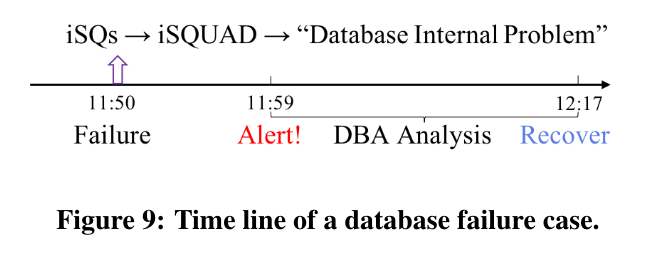 iSQs → iSQUAD → “Database Internal Problem”
11:50 11:59 12:17
Failure Alert! DBA Analysis Recover
Figure 9: Time line of a database failure case.